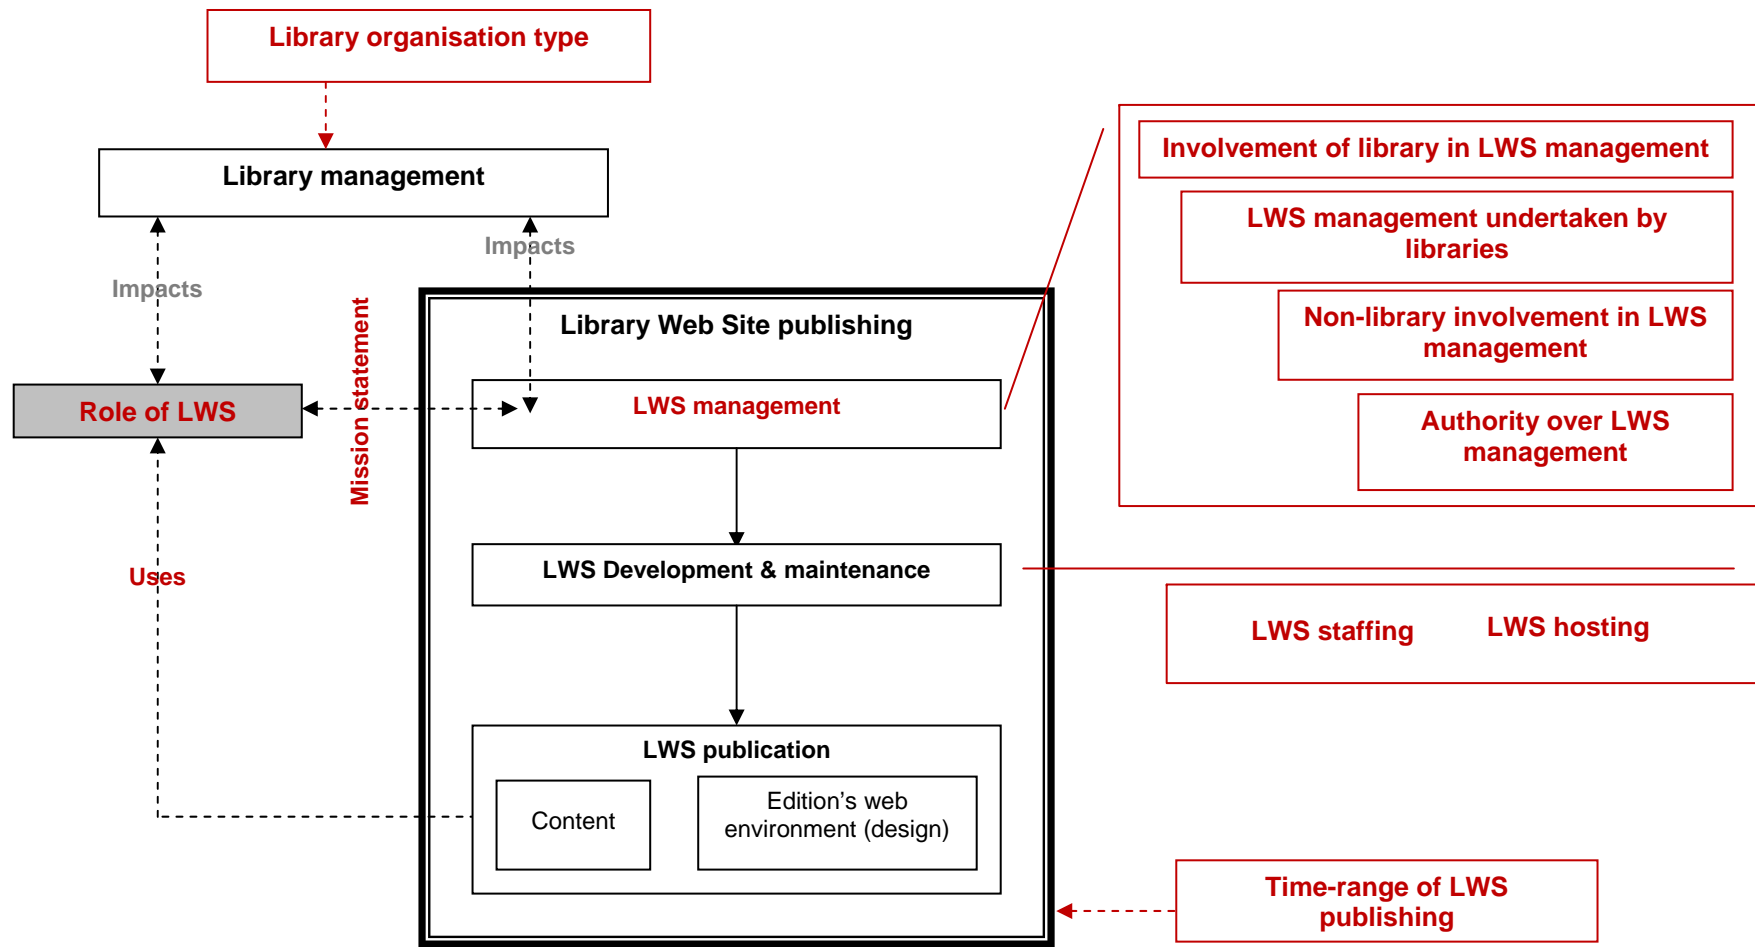 Library organisation type
Library management
Impacts
Impacts
Mission statement
Role of LWS
Uses
Library Web Site publishing
LWS management
LWS Development & maintenance
LWS publication
Content
Edition’s web
environment (design)
Involvement of library in LWS management
LWS management undertaken by
libraries
Non-library involvement in LWS
management
Authority over LWS
management
LWS staffing
LWS hosting
Time-range of LWS
publishing